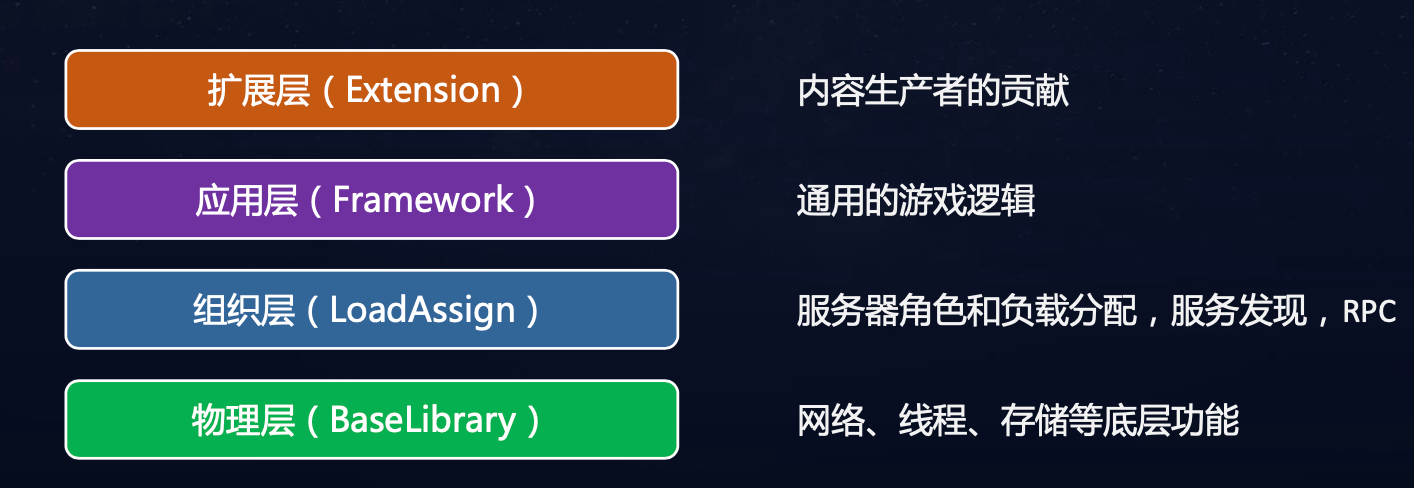 扩展层（Extension）
内容生产者的贡献
应用层（Framework）
通用的游戏逻辑
组织层（LoadAssign）
服务器角色和负载分配，服务发现，RPC
物理层（BaseLibrary）
网络、线程、存储等底层功能